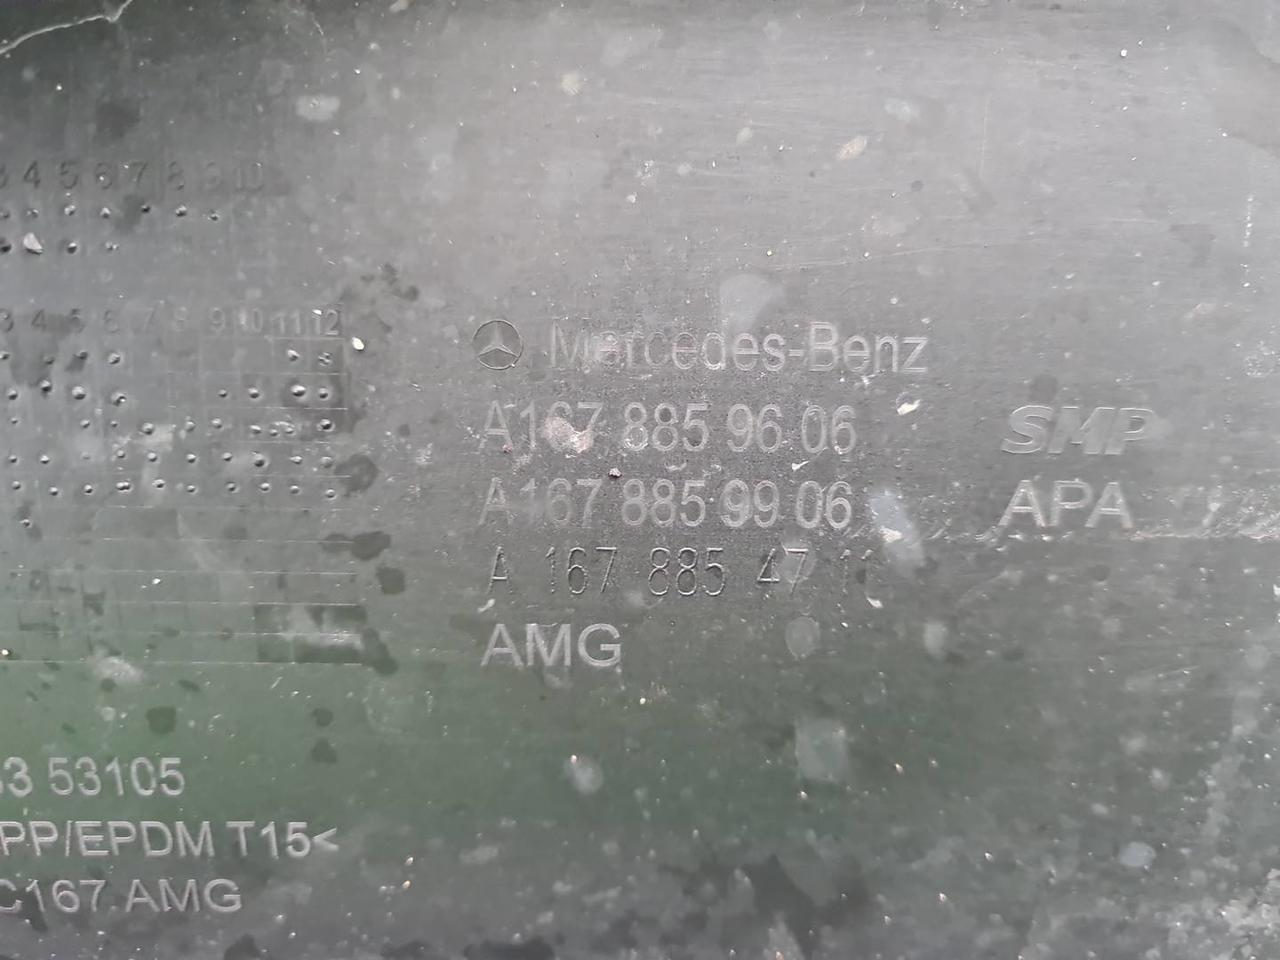 3 4 5 6 7 8 9 10
3 4 5 6 7 8 9 10 11 12
Mercedes-Benz
A 167 885 96 06
A 167 885 99 06
A 167 885 47 11
AMG
SMP
APA
53105
PP/EPDM T15<
C167 AMG